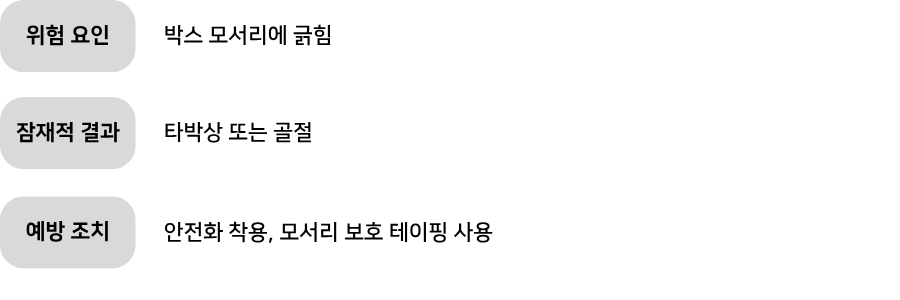 위험 요인 박스 모서리에 긁힘
잠재적 결과 타박상 또는 골절
예방 조치 안전화 착용, 모서리 보호 테이핑 사용